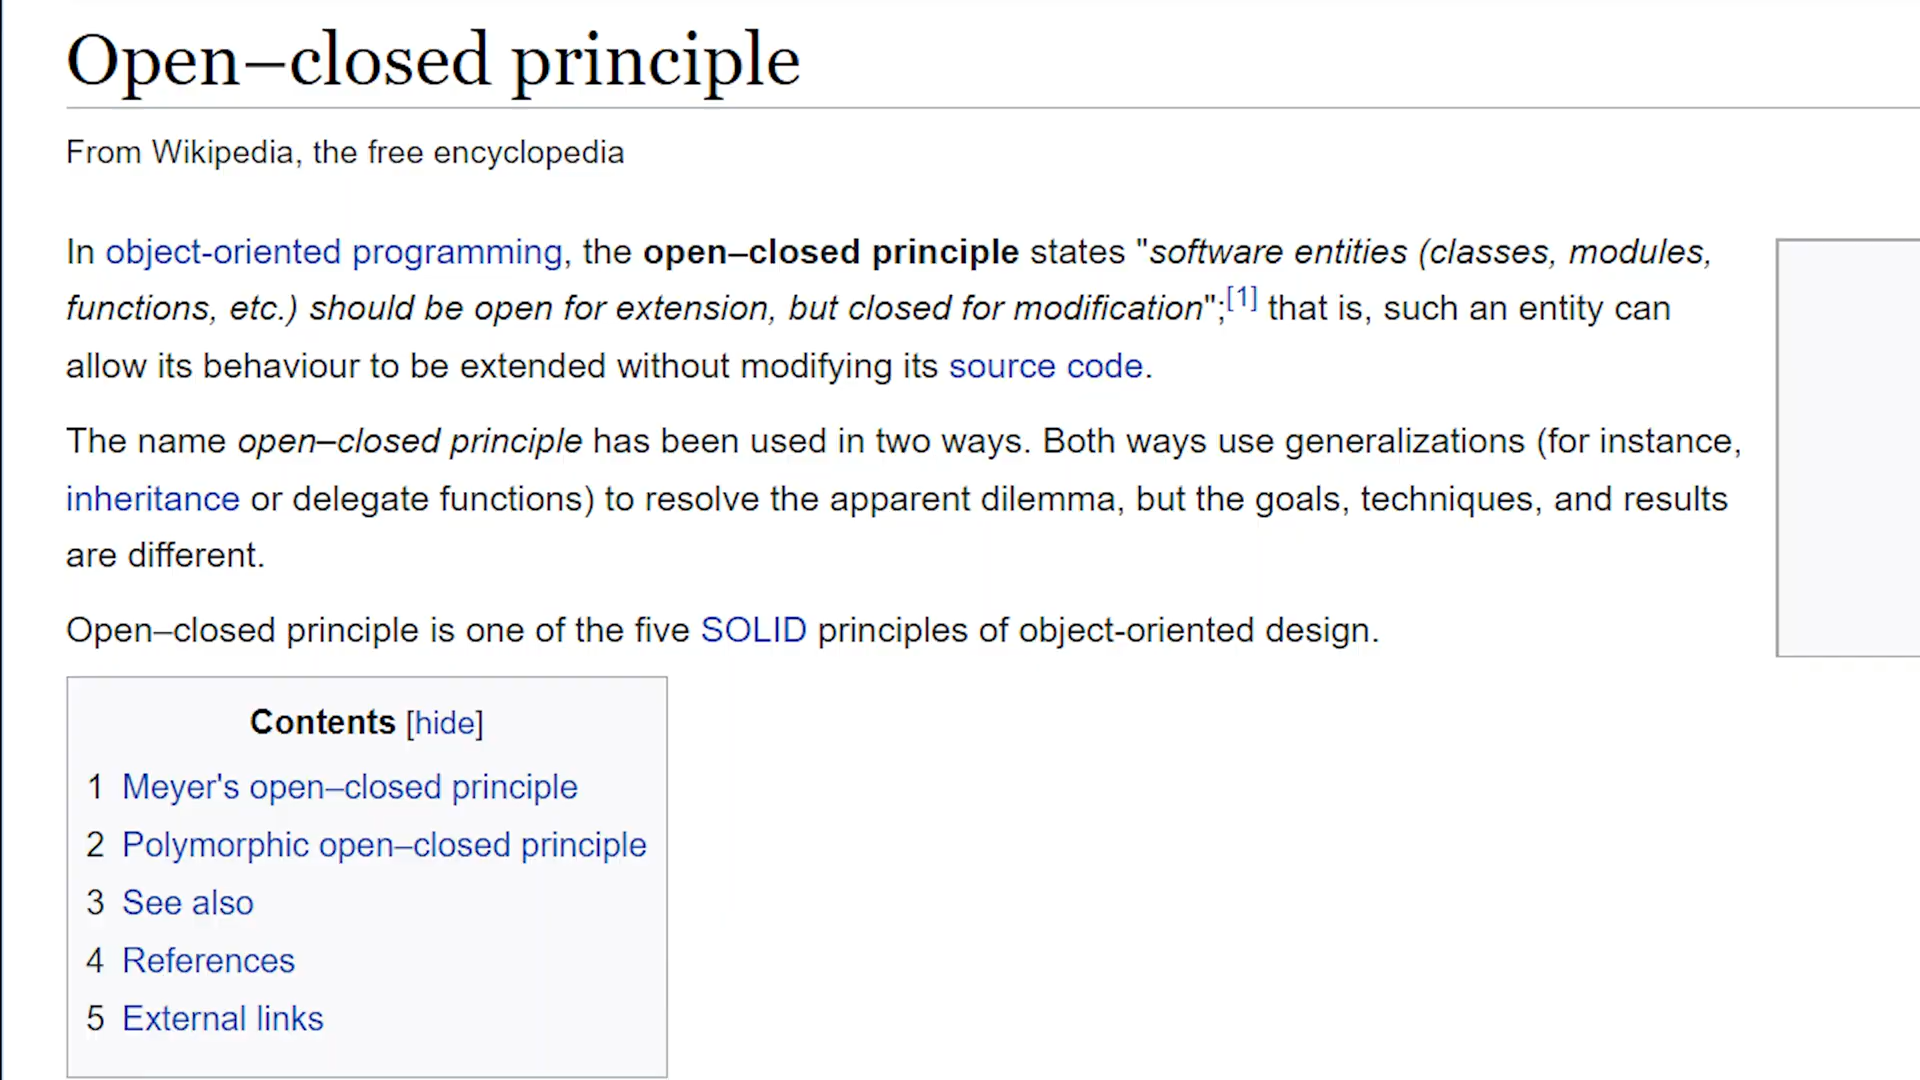 Open–closed principle
From Wikipedia, the free encyclopedia
In object-oriented programming, the open–closed principle states "software entities (classes, modules,
functions, etc.) should be open for extension, but closed for modification";[1] that is, such an entity can
allow its behaviour to be extended without modifying its source code.
The name open–closed principle has been used in two ways. Both ways use generalizations (for instance,
inheritance or delegate functions) to resolve the apparent dilemma, but the goals, techniques, and results
are different.
Open–closed principle is one of the five SOLID principles of object-oriented design.
Contents [hide]
1 Meyer's open–closed principle
2 Polymorphic open–closed principle
3 See also
4 References
5 External links